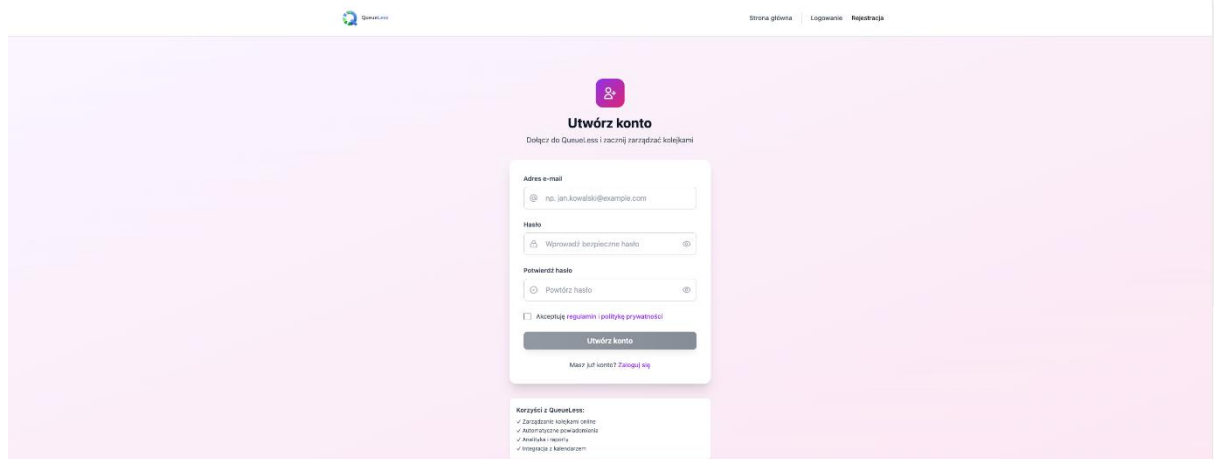 QueueLess
Strona główna
Logowanie
Rejestracja
Utwórz konto
Dołącz do QueueLess i zacznij zarządzać kolejkami
Adres e-mail
np. jan.kowalski@example.com
Hasło
Wprowadź bezpieczne hasło
Potwierdź hasło
Powtórz hasło
Akceptuję regulamin i politykę prywatności
Utwórz konto
Masz już konto? Zaloguj się
Korzyści z QueueLess:
✓ Zarządzanie kolejkami online
✓ Automatyczne powiadomienia
✓ Analityka i raporty
✓ Integracja z kalendarzem